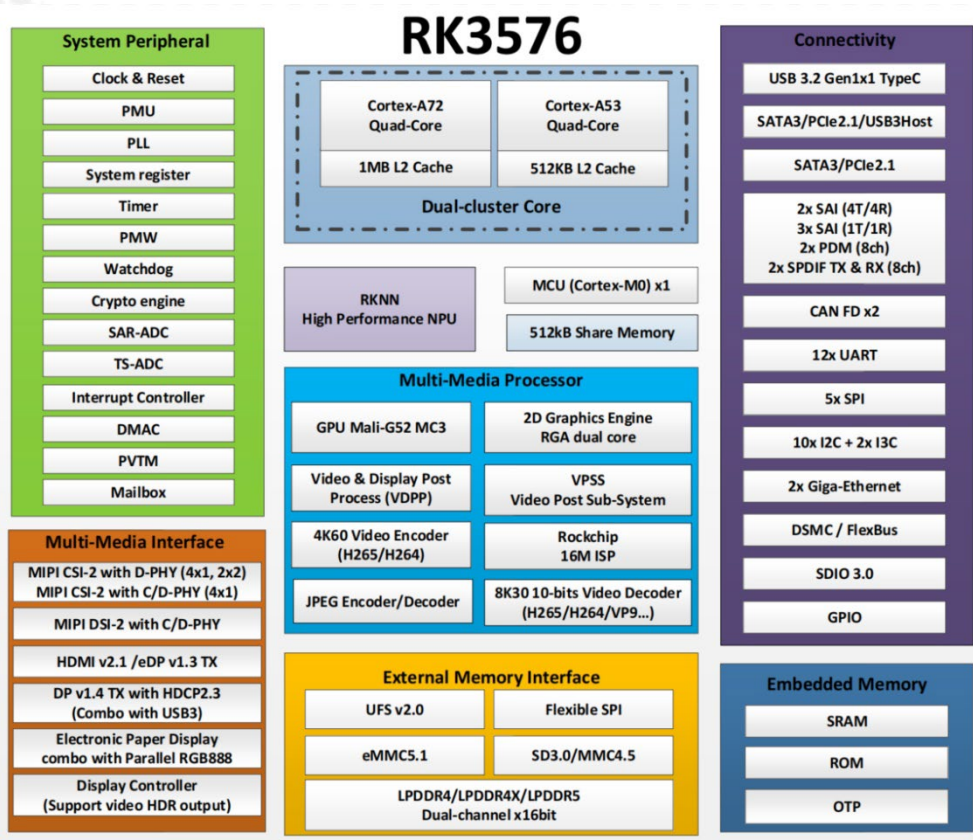 RK3576
System Peripheral
Clock & Reset
PMU
PLL
System register
Timer
PMW
Watchdog
Crypto engine
SAR-ADC
TS-ADC
Interrupt Controller
DMAC
PVTM
Mailbox
Multi-Media Interface
MIPI CSI-2 with D-PHY (4x1, 2x2)
MIPI CSI-2 with C/D-PHY (4x1)
MIPI DSI-2 with C/D-PHY
HDMI v2.1 /eDP v1.3 TX
DP v1.4 TX with HDCP2.3
(Combo with USB3)
Electronic Paper Display
combo with Parallel RGB888
Display Controller
(Support video HDR output)
Cortex-A72
Quad-Core
1MB L2 Cache
Cortex-A53
Quad-Core
512KB L2 Cache
Dual-cluster Core
RKNN
High Performance NPU
MCU (Cortex-M0) x1
512kB Share Memory
Multi-Media Processor
GPU Mali-G52 MC3
2D Graphics Engine
RGA dual core
Video & Display Post
Process (VDPP)
VPSS
Video Post Sub-System
4K60 Video Encoder
(H265/H264)
Rockchip
16M ISP
JPEG Encoder/Decoder
8K30 10-bits Video Decoder
(H265/H264/VP9...)
External Memory Interface
UFS v2.0
Flexible SPI
eMMC5.1
SD3.0/MMC4.5
LPDDR4/LPDDR4X/LPDDR5
Dual-channel x16bit
Connectivity
USB 3.2 Gen1x1 TypeC
SATA3/PCIe2.1/USB3Host
SATA3/PCIe2.1
2x SAI (4T/4R)
3x SAI (1T/1R)
2x PDM (8ch)
2x SPDIF TX & RX (8ch)
CAN FD x2
12x UART
5x SPI
10x I2C + 2x I3C
2x Giga-Ethernet
DSMC / FlexBus
SDIO 3.0
GPIO
Embedded Memory
SRAM
ROM
OTP